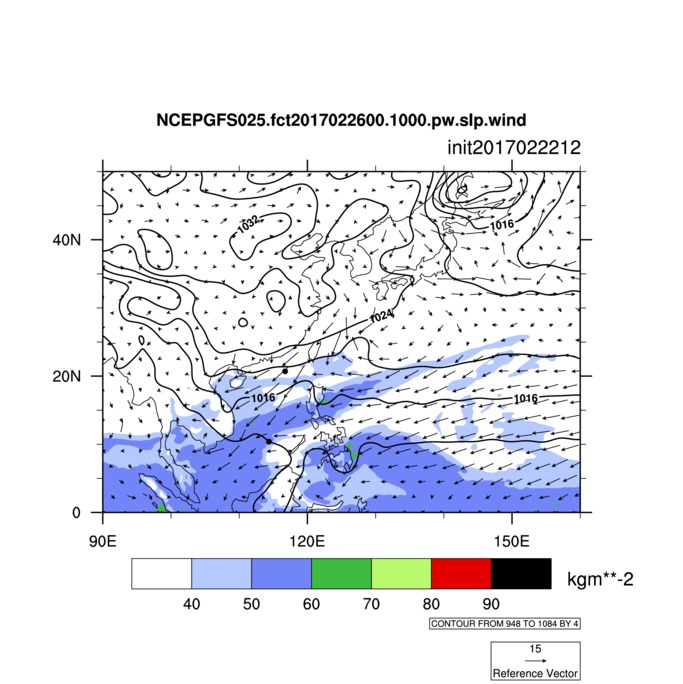 NCEPGFS025.fct2017022600.1000.pw.slp.wind
init2017022212
1032
1016
40N
1024
20N
1016
1016
0
90E 120E 150E
40 50 60 70 80 90
kgm**-2
CONTOUR FROM 948 TO 1084 BY 4
15
Reference Vector